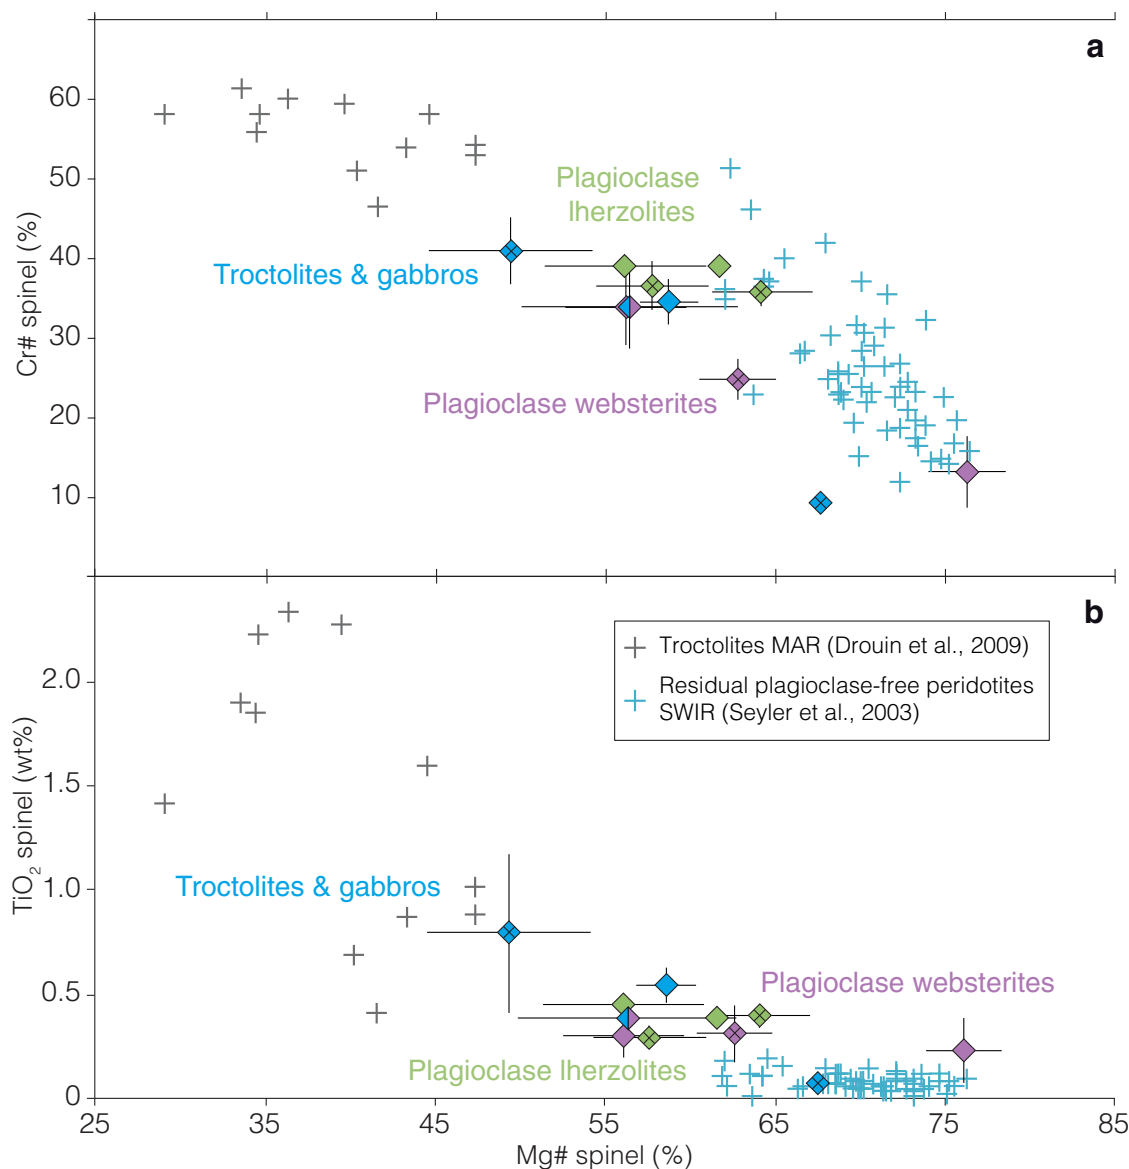 a
60
50
40
30
20
10
Cr# spinel (%)
Plagioclase
lherzolites
Troctolites & gabbros
Plagioclase websterites
b
Troctolites MAR (Drouin et al., 2009)
Residual plagioclase-free peridotites
SWIR (Seyler et al., 2003)
2.0
1.5
1.0
0.5
0
TiO₂ spinel (wt%)
Troctolites & gabbros
Plagioclase websterites
Plagioclase lherzolites
25 35 45 55 65 75 85
Mg# spinel (%)